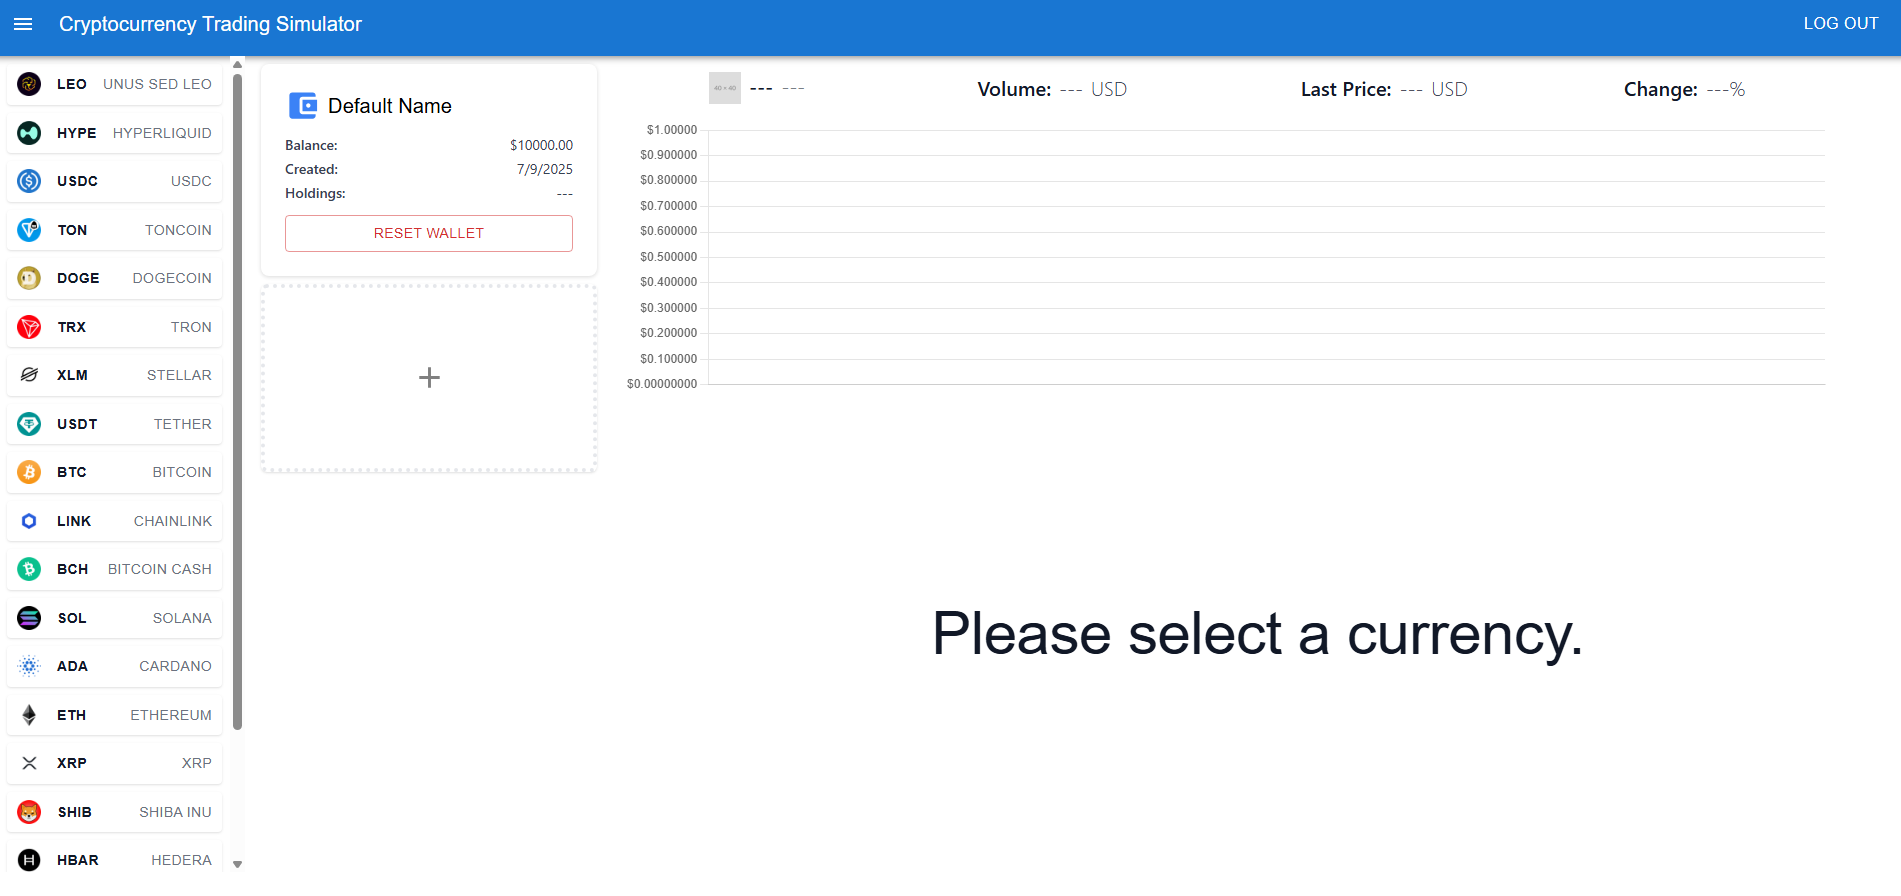 Cryptocurrency Trading Simulator
LOG OUT
LEO UNUS SED LEO
HYPE HYPERLIQUID
USDC USDC
TON TONCOIN
DOGE DOGECOIN
TRX TRON
XLM STELLAR
USDT TETHER
BTC BITCOIN
LINK CHAINLINK
BCH BITCOIN CASH
SOL SOLANA
ADA CARDANO
ETH ETHEREUM
XRP XRP
SHIB SHIBA INU
HBAR HEDERA
Default Name
Balance: $10000.00
Created: 7/9/2025
Holdings: ---
RESET WALLET
+
40 × 40 --- --- Volume: --- USD Last Price: --- USD Change: ---%
$1.00000
$0.900000
$0.800000
$0.700000
$0.600000
$0.500000
$0.400000
$0.300000
$0.200000
$0.100000
$0.00000000
Please select a currency.